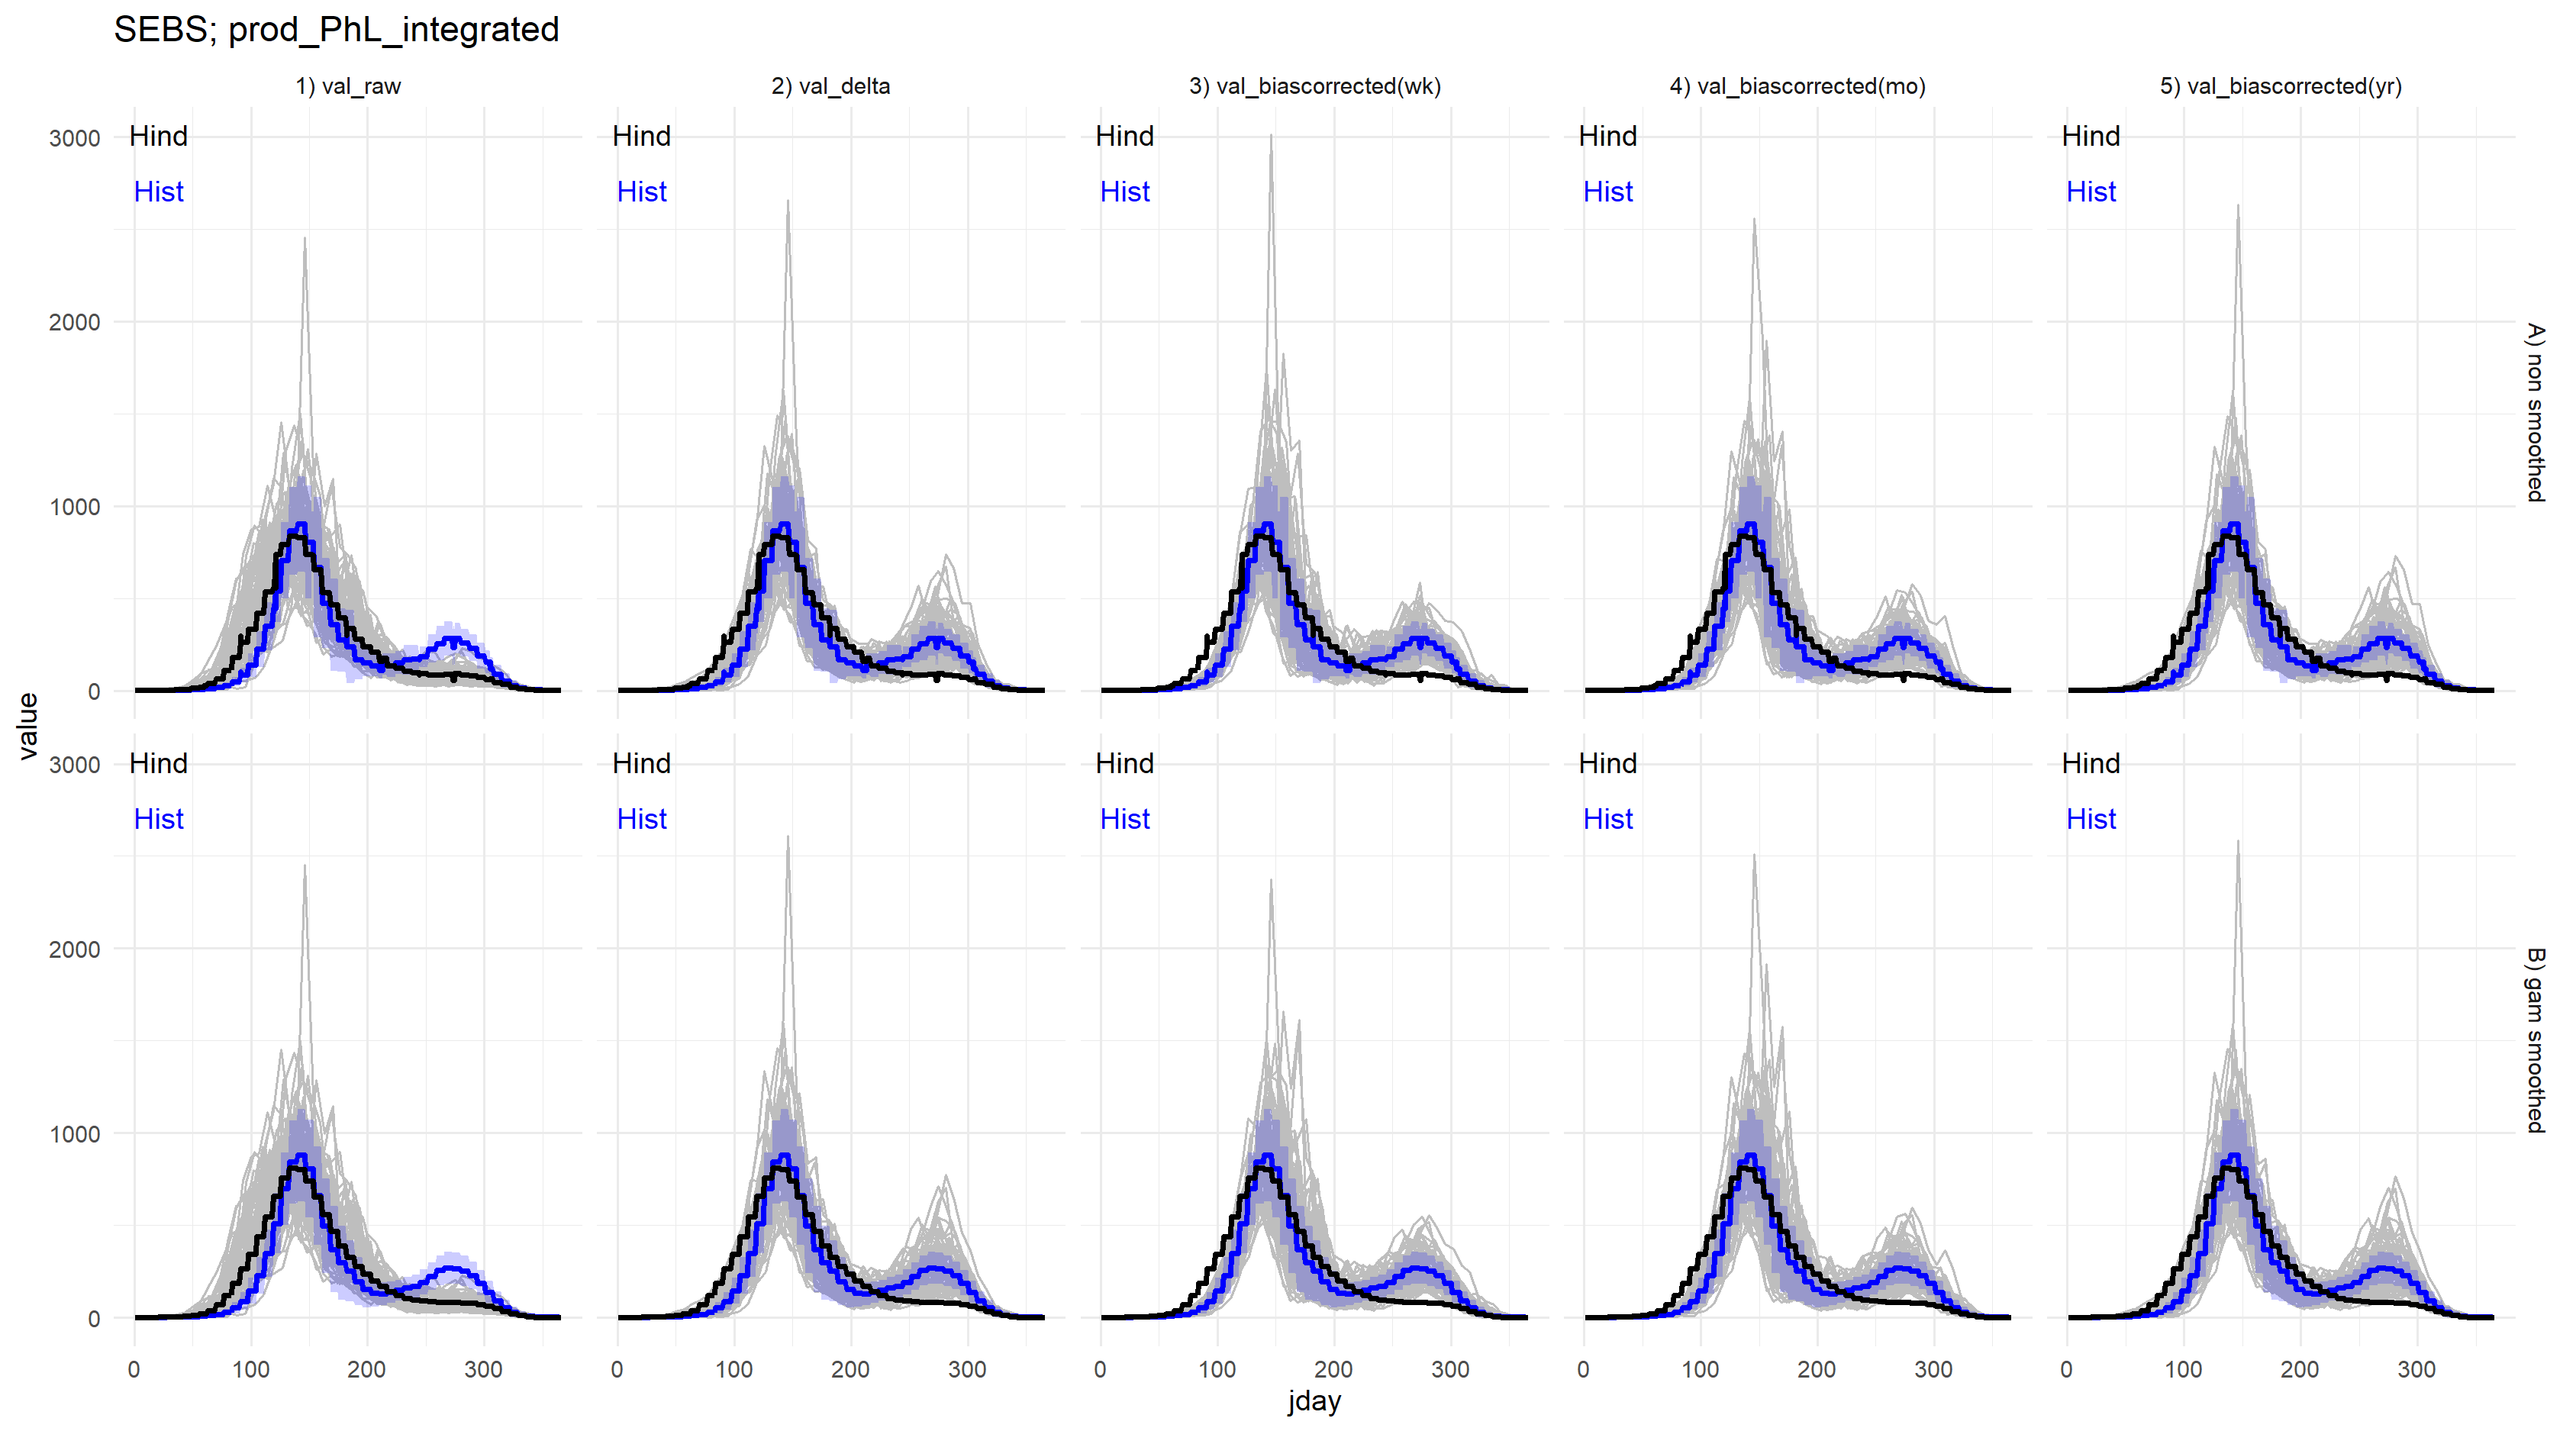 SEBS; prod_PhL_integrated
1) val_raw
2) val_delta
3) val_biascorrected(wk)
4) val_biascorrected(mo)
5) val_biascorrected(yr)
3000
2000
1000
0
Hind
Hist
Hind
Hist
Hind
Hist
Hind
Hist
Hind
Hist
A) non smoothed
value
3000
2000
1000
0
Hind
Hist
Hind
Hist
Hind
Hist
Hind
Hist
Hind
Hist
B) gam smoothed
0 100 200 300
0 100 200 300
0 100 200 300
0 100 200 300
0 100 200 300
jday